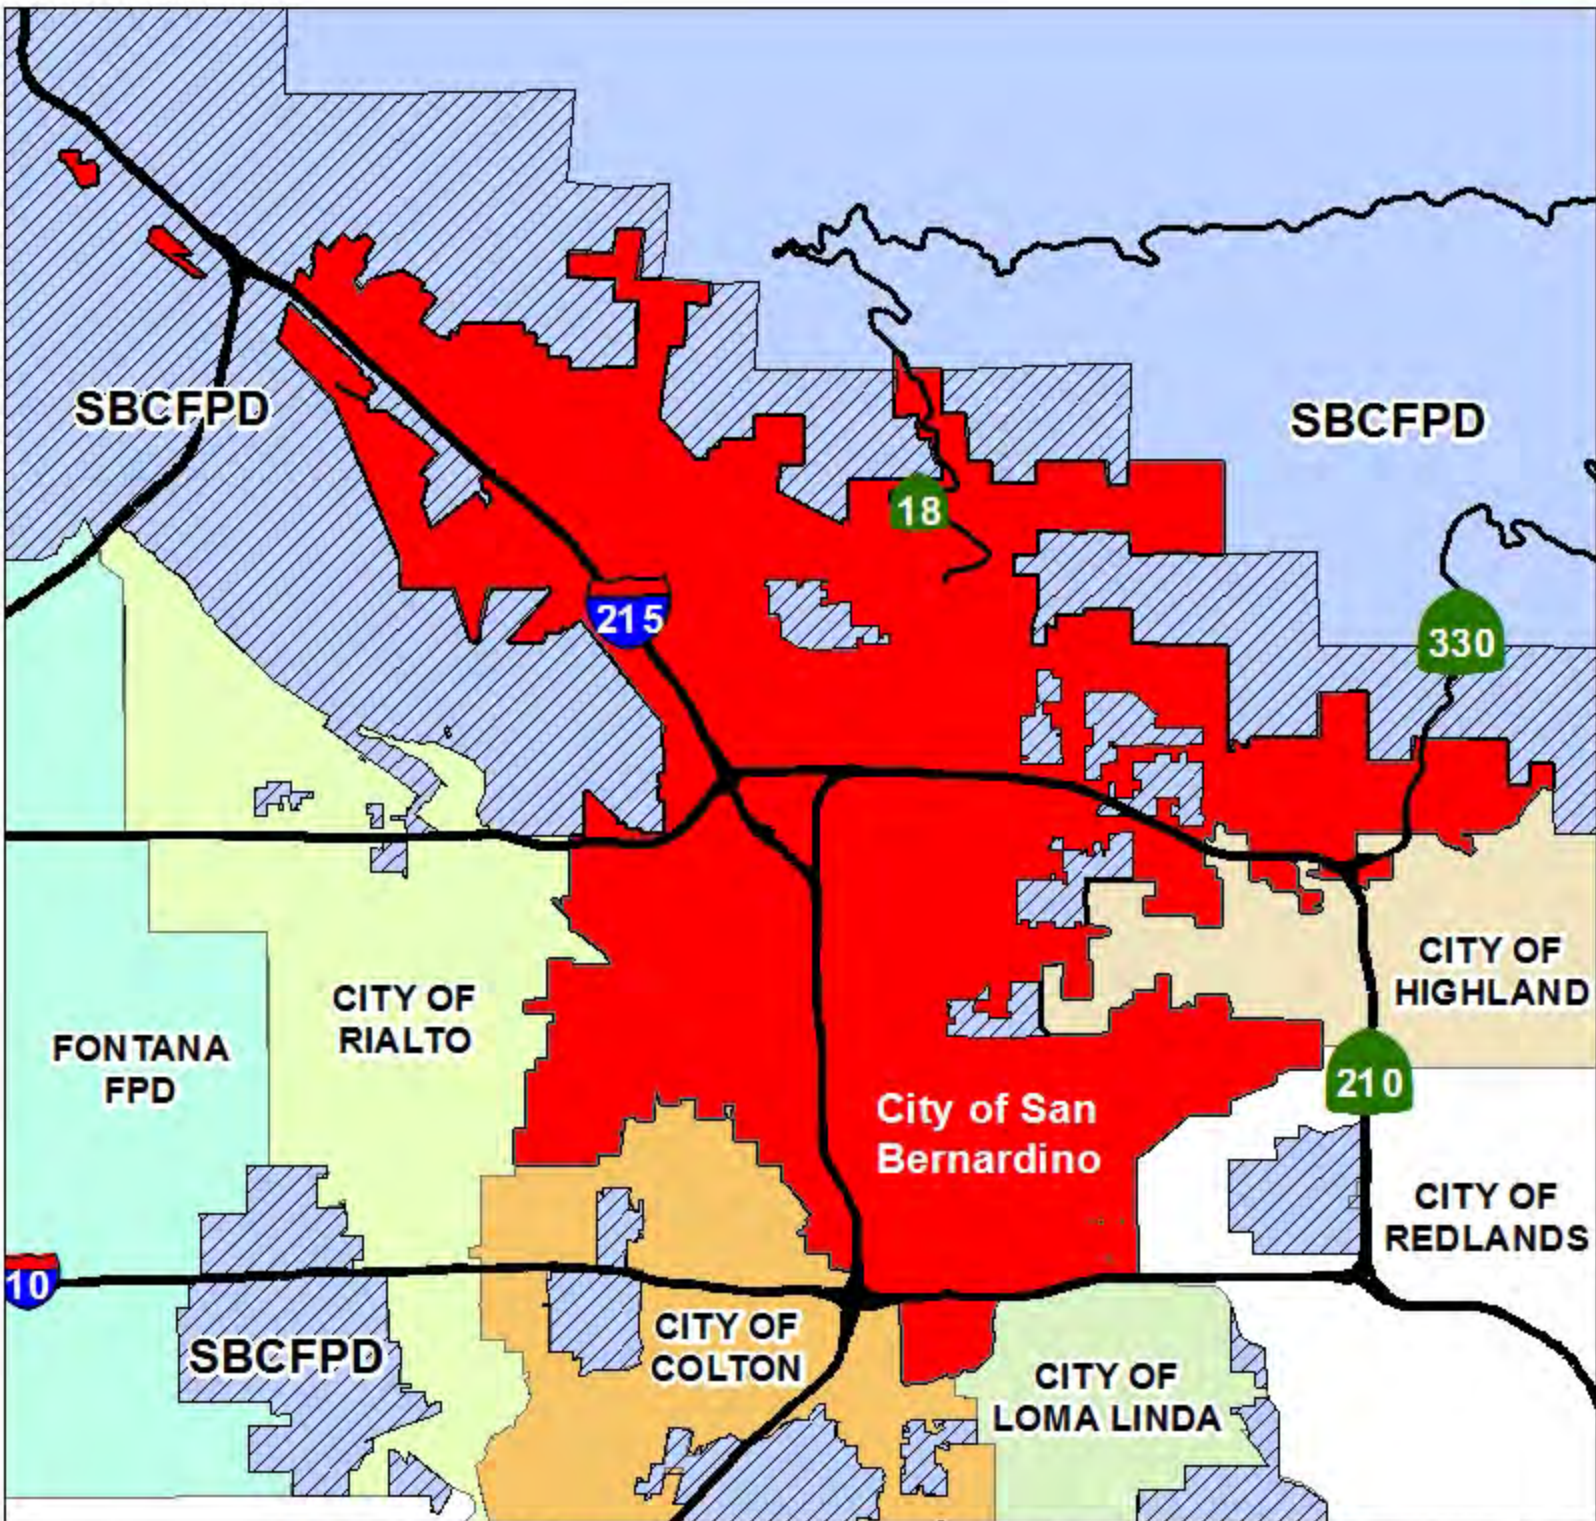 SBCFPD
SBCFPD
18
215
330
CITY OF
HIGHLAND
CITY OF
RIALTO
FONTANA
FPD
210
City of San
Bernardino
CITY OF
REDLANDS
10
SBCFPD
CITY OF
COLTON
CITY OF
LOMA LINDA